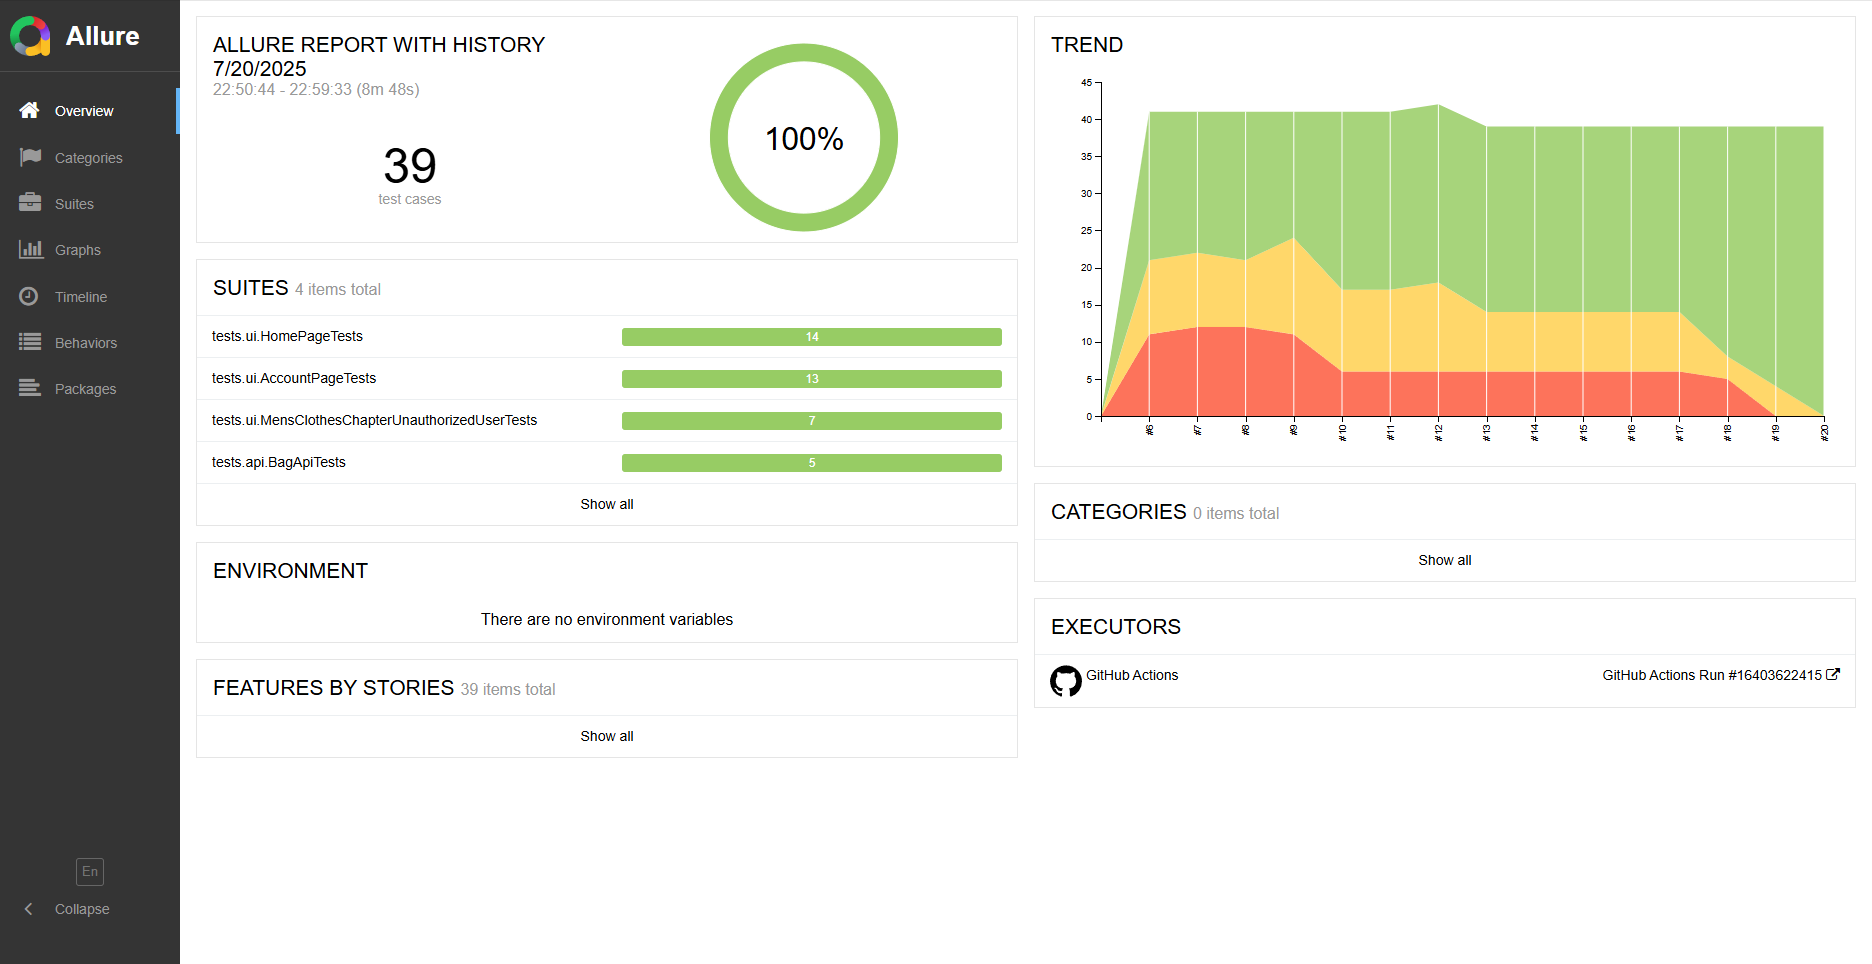 Allure
Overview
Categories
Suites
Graphs
Timeline
Behaviors
Packages
En
Collapse
ALLURE REPORT WITH HISTORY
7/20/2025
22:50:44 - 22:59:33 (8m 48s)
39
test cases
100%
SUITES 4 items total
tests.ui.HomePageTests 14
tests.ui.AccountPageTests 13
tests.ui.MensClothesChapterUnauthorizedUserTests 7
tests.api.BagApiTests 5
Show all
ENVIRONMENT
There are no environment variables
FEATURES BY STORIES 39 items total
Show all
TREND
45
40
35
30
25
20
15
10
5
0
#6 #7 #8 #9 #10 #11 #12 #13 #14 #15 #16 #17 #18 #19 #20
CATEGORIES 0 items total
Show all
EXECUTORS
GitHub Actions GitHub Actions Run #16403622415